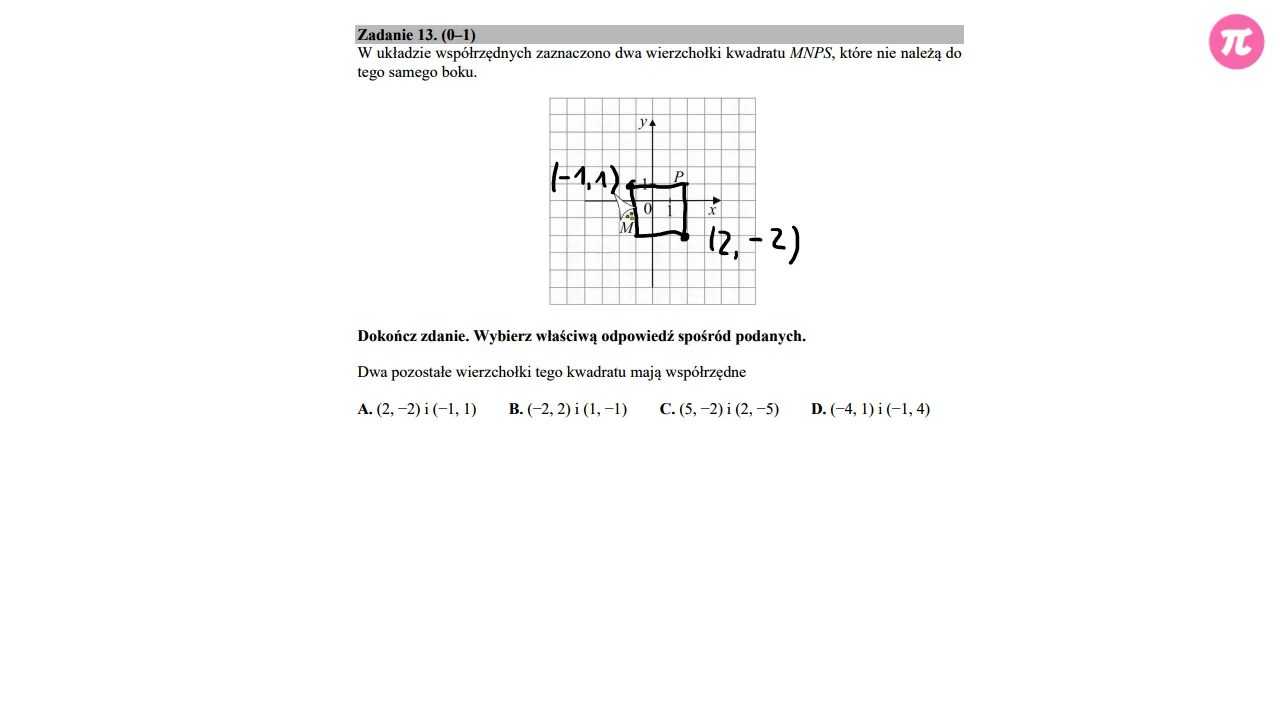 π
Zadanie 13. (0–1)
W układzie współrzędnych zaznaczono dwa wierzchołki kwadratu MNPS, które nie należą do
tego samego boku.
y
(-1,1)
1
P
0
1
x
M
(2,-2)
Dokończ zdanie. Wybierz właściwą odpowiedź spośród podanych.
Dwa pozostałe wierzchołki tego kwadratu mają współrzędne
A. (2, −2) i (−1, 1) B. (−2, 2) i (1, −1) C. (5, −2) i (2, −5) D. (−4, 1) i (−1, 4)